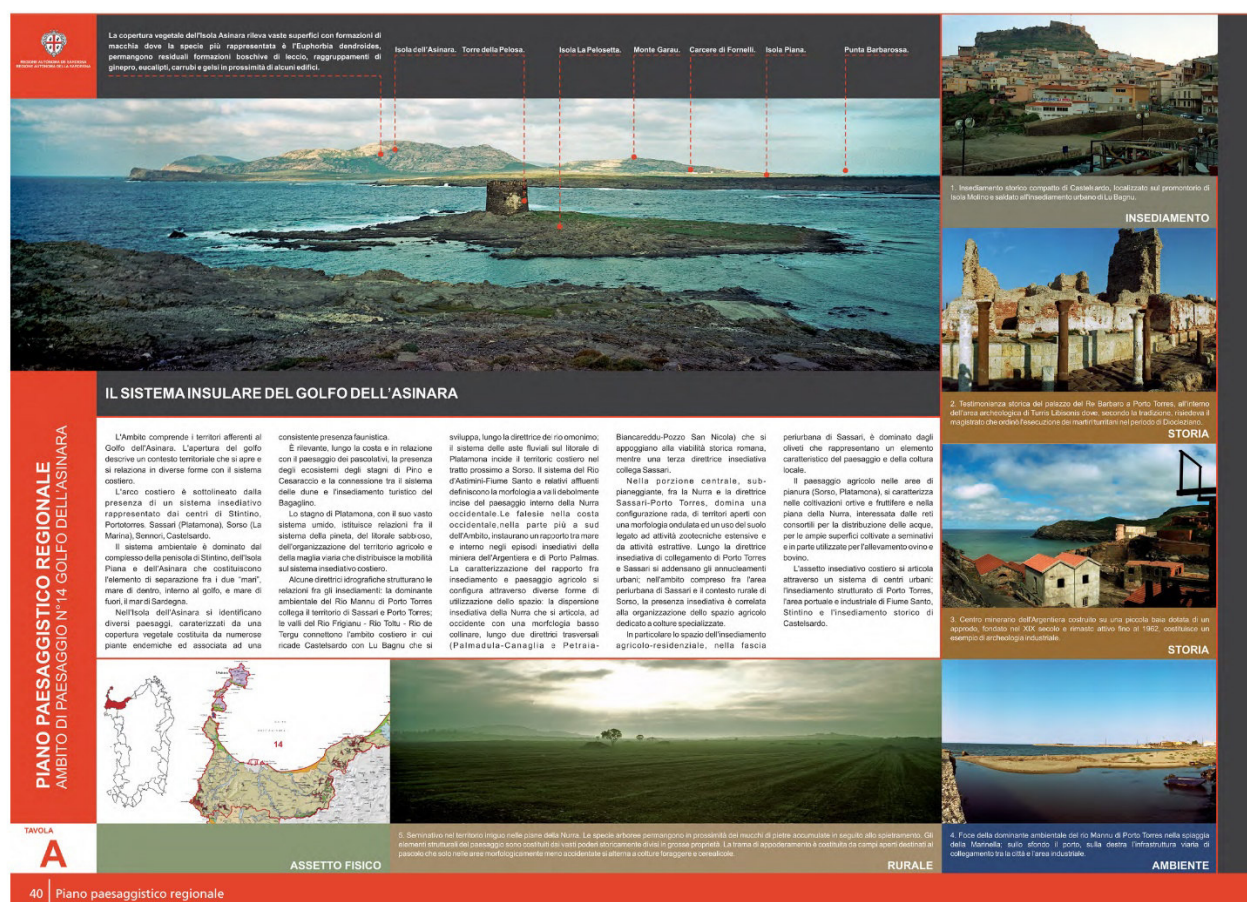 REGIONE AUTONOMA DELLA SARDEGNA
La copertura vegetale dell'Isola Asinara rileva vaste superfici con formazioni di
macchia dove la specie più rappresentata è l'Euphorbia dendroides,
permangono residuali formazioni boschive di leccio, raggruppamenti di
ginepro, eucalipti, carrubi e gelsi in prossimità di alcuni edifici.
Isola dell'Asinara. Torre della Pelosa. Isola La Pelosetta. Monte Garau. Carcere di Fornelli. Isola Piana. Punta Barbarossa.
1. Insediamento storico compatto di Castelsardo, localizzato sul promontorio di
Isola Molino e saldato all'insediamento urbano di Lu Bagnu.
INSEDIAMENTO
2. Testimonianza storica del palazzo del Re Barbaro a Porto Torres, all'interno
dell'area archeologica di Turris Libisonis dove, secondo la tradizione, risiedeva il
magistrato che ordinò l'esecuzione dei martiri turritani nel periodo di Diocleziano.
STORIA
3. Centro minerario dell'Argentiera costruito su una piccola baia dotata di un
approdo, fondato nel XIX secolo e rimasto attivo fino al 1962, costituisce un
esempio di archeologia industriale.
STORIA
PIANO PAESAGGISTICO REGIONALE
AMBITO DI PAESAGGIO N°14 GOLFO DELL'ASINARA
IL SISTEMA INSULARE DEL GOLFO DELL'ASINARA
L'Ambito comprende i territori afferenti al
Golfo dell'Asinara. L'apertura del golfo
descrive un contesto territoriale che si apre e
si relaziona in diverse forme con il sistema
costiero.
L'arco costiero è sottolineato dalla
presenza di un sistema insediativo
rappresentato dai centri di Stintino,
Portotorres, Sassari (Platamona), Sorso (La
Marina), Sennori, Castelsardo.
Il sistema ambientale è dominato dal
complesso della penisola di Stintino, dell'Isola
Piana e dell'Asinara che costituiscono
l'elemento di separazione fra i due "mari",
mare di dentro, interno al golfo, e mare di
fuori, il mar di Sardegna.
Nell'Isola dell'Asinara si identificano
diversi paesaggi, caraterizzati da una
copertura vegetale costituita da numerose
piante endemiche ed associata ad una
consistente presenza faunistica.
È rilevante, lungo la costa e in relazione
con il paesaggio dei pascolativi, la presenza
degli ecosistemi degli stagni di Piro e
Cesaraccio e la connessione tra il sistema
delle dune e l'insediamento turistico del
Bagaglino.
Lo stagno di Platamona, con il suo vasto
sistema umido, istituisce relazioni fra il
sistema della pineta, del litorale sabbioso,
dell'organizzazione del territorio agricolo e
della maglia viaria che distribuisce la mobilità
sul sistema insediativo costiero.
Alcune direttrici idrografiche strutturano le
relazioni fra gli insediamenti: la dominante
ambientale del Rio Mannu di Porto Torres
collega il territorio di Sassari e Porto Torres;
le valli del Rio Frigianu - Rio Toltu - Rio de
Tergu connettono l'ambito costiero in cui
ricade Castelsardo con Lu Bagnu che si
sviluppa, lungo la direttrice del rio omonimo;
il sistema delle aste fluviali sul litorale di
Platamona incide il territorio costiero nel
tratto prossimo a Sorso. Il sistema del Rio
d'Astimini-Fiume Santo e relativi affluenti
definiscono la morfologia a valli debolmente
incise del paesaggio interno della Nurra
occidentale.Le falesie nella costa
occidentale,nella parte più a sud
dell'Ambito, instaurano un rapporto tra mare
e interno negli episodi insediativi della
miniera dell'Argentiera e di Porto Palmas.
La caratterizzazione del rapporto fra
insediamento e paesaggio agricolo si
configura attraverso diverse forme di
utilizzazione dello spazio: la dispersione
insediativa della Nurra che si articola, ad
occidente con una morfologia basso
collinare, lungo due direttrici trasversali
(Palmadula-Canaglia e Petraia-
Biancareddu-Pozzo San Nicola) che si
appoggiano alla viabilità storica romana,
mentre una terza direttrice insediativa
collega Sassari.
Nella porzione centrale, sub-
pianeggiante, fra la Nurra e la direttrice
Sassari-Porto Torres, domina una
configurazione rada, di territori aperti con
una morfologia ondulata ed un uso del suolo
legato ad attività zootecniche estensive e
da attività estrattive. Lungo la direttrice
insediativa di collegamento di Porto Torres
e Sassari si addensano gli annucleamenti
urbani; nell'ambito compreso fra l'area
periurbana di Sassari e il contesto rurale di
Sorso, la presenza insediativa è correlata
alla organizzazione dello spazio agricolo
dedicato a colture specializzate.
In particolare lo spazio dell'insediamento
agricolo-residenziale, nella fascia
periurbana di Sassari, è dominato dagli
oliveti che rappresentano un elemento
caratteristico del paesaggio e della coltura
locale.
Il paesaggio agricolo nelle aree di
pianura (Sorso, Platamona), si caratterizza
nelle coltivazioni ortive e fruttifere, e nella
piana della Nurra, interessata dalle reti
consortili per la distribuzione delle acque,
per le ampie superfici coltivate a seminativi
e in parte utilizzate per l'allevamento ovino e
bovino.
L'assetto insediativo costiero si articola
attraverso un sistema di centri urbani:
l'insediamento strutturato di Porto Torres,
l'area portuale e industriale di Fiume Santo,
Stintino e l'insediamento storico di
Castelsardo.
14
ASSETTO FISICO
5. Seminativo nel territorio irriguo nelle piane della Nurra. Le specie arboree permangono in prossimità dei mucchi di pietre accumulate in seguito allo spietramento. Gli
elementi strutturali del paesaggio sono costituiti dai vasti poderi storicamente divisi in grosse proprietà. La trama di appoderamento è costituita da campi aperti destinati al
pascolo che solo nelle aree morfologicamente meno accidentale si alterna a colture foraggere e cerealicole.
RURALE
4. Foce della dominante ambientale del rio Mannu di Porto Torres nella spiaggia
della Marinella; sullo sfondo il porto, sulla destra l'infrastruttura viaria di
collegamento tra la città e l'area industriale.
AMBIENTE
TAVOLA
A
40 Piano paesaggistico regionale